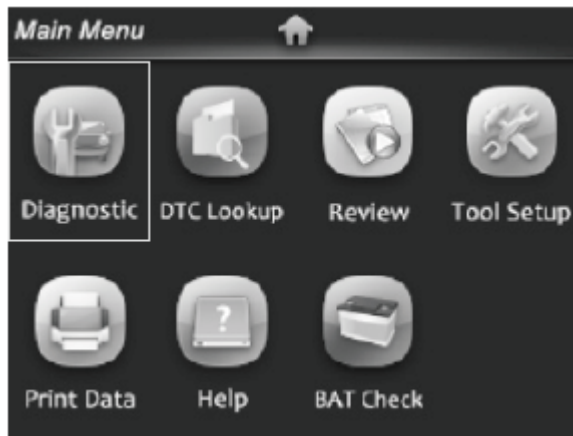 Main Menu
Diagnostic DTC Lookup Review Tool Setup
?
Print Data Help BAT Check